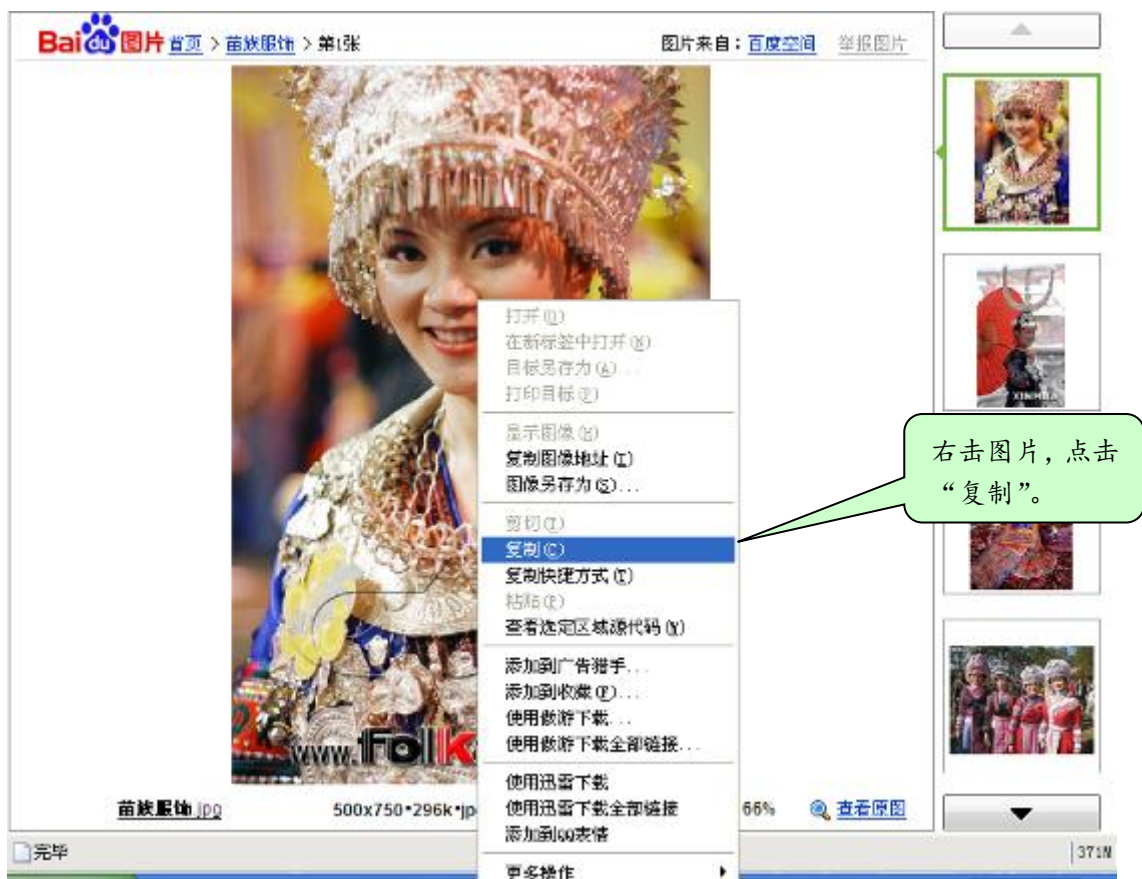 Bai du 图片 首页 > 苗族服饰 > 第1张
图片来自：百度空间 举报图片
打开(O)
在新标签中打开(N)
目标另存为(A)...
打印目标(P)
显示图像(H)
复制图像地址(I)
图像另存为(S)...
剪切(T)
复制(C)
复制快捷方式(T)
粘贴(P)
查看选定区域源代码(V)
添加到广告猎手...
添加到收藏(F)...
使用傲游下载...
使用傲游下载全部链接...
使用迅雷下载
使用迅雷下载全部链接
添加到QQ表情
更多操作
右击图片，点击
“复制”。
XINHUA
www.Folk
苗族服饰.jpg 500x750•296k•jp 66% 查看原图
完毕 371M